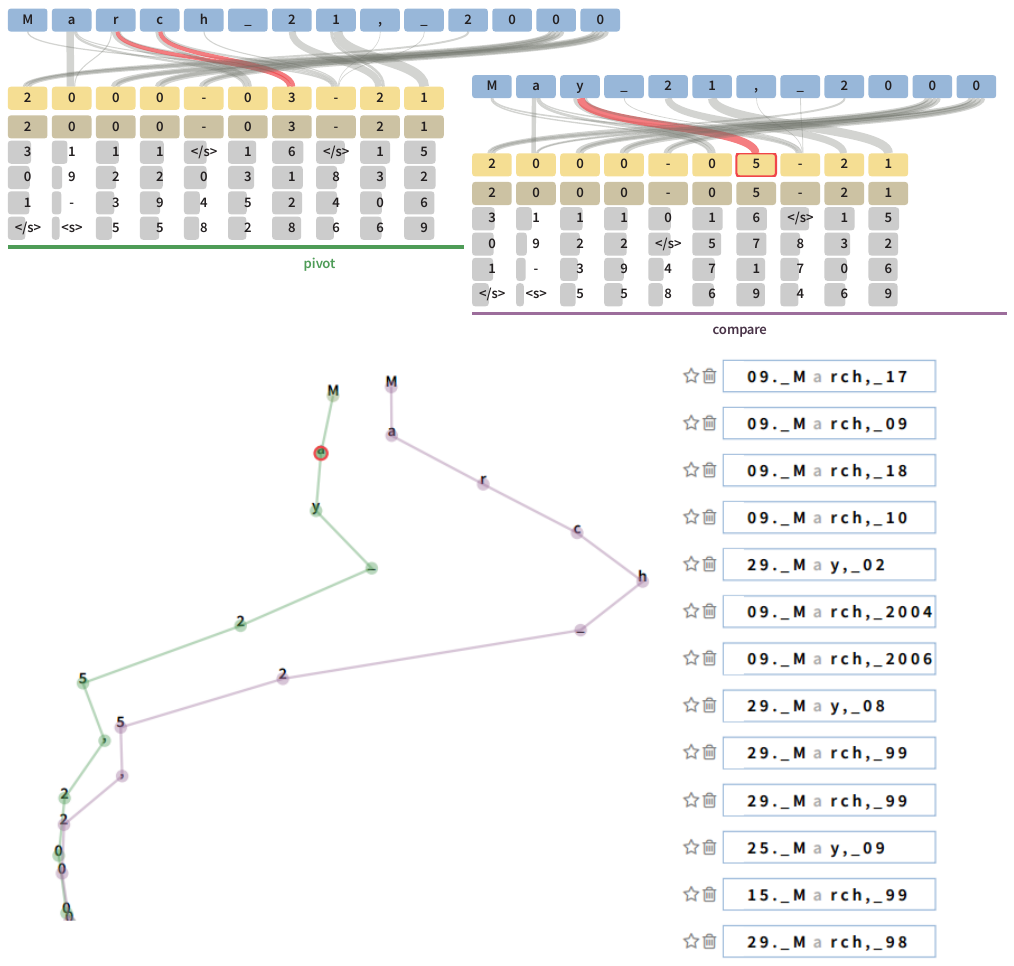 M a r c h _ 2 1 , _ 2 0 0 0
2 0 0 0 - 0 3 - 2 1
2 0 0 0 - 0 3 - 2 1
3 1 1 1 </s> 1 6 </s> 1 5
0 9 2 2 0 3 1 8 3 2
1 - 3 9 4 5 2 4 0 6
</s> <s> 5 5 8 2 8 6 6 9
pivot
M a y _ 2 1 , _ 2 0 0 0
2 0 0 0 - 0 5 - 2 1
2 0 0 0 - 0 5 - 2 1
3 1 1 1 0 1 6 </s> 1 5
0 9 2 2 </s> 5 7 8 3 2
1 - 3 9 4 7 1 7 0 6
</s> <s> 5 5 8 6 9 4 6 9
compare
M
a
y
_
2
5
,
2
0
0
M
a
r
c
h
_
2
5
,
2
0
0
09._March,_17
09._March,_09
09._March,_18
09._March,_10
29._May,_02
09._March,_2004
09._March,_2006
29._May,_08
29._March,_99
29._March,_99
25._May,_09
15._March,_99
29._March,_98